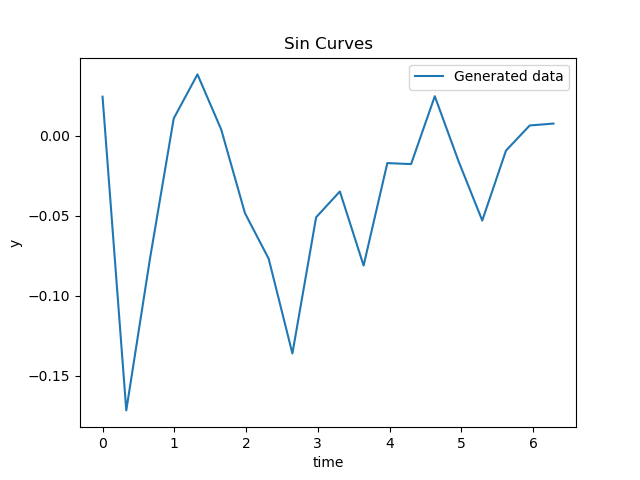 Sin Curves
Generated data
0.00
−0.05
−0.10
−0.15
y
0 1 2 3 4 5 6
time